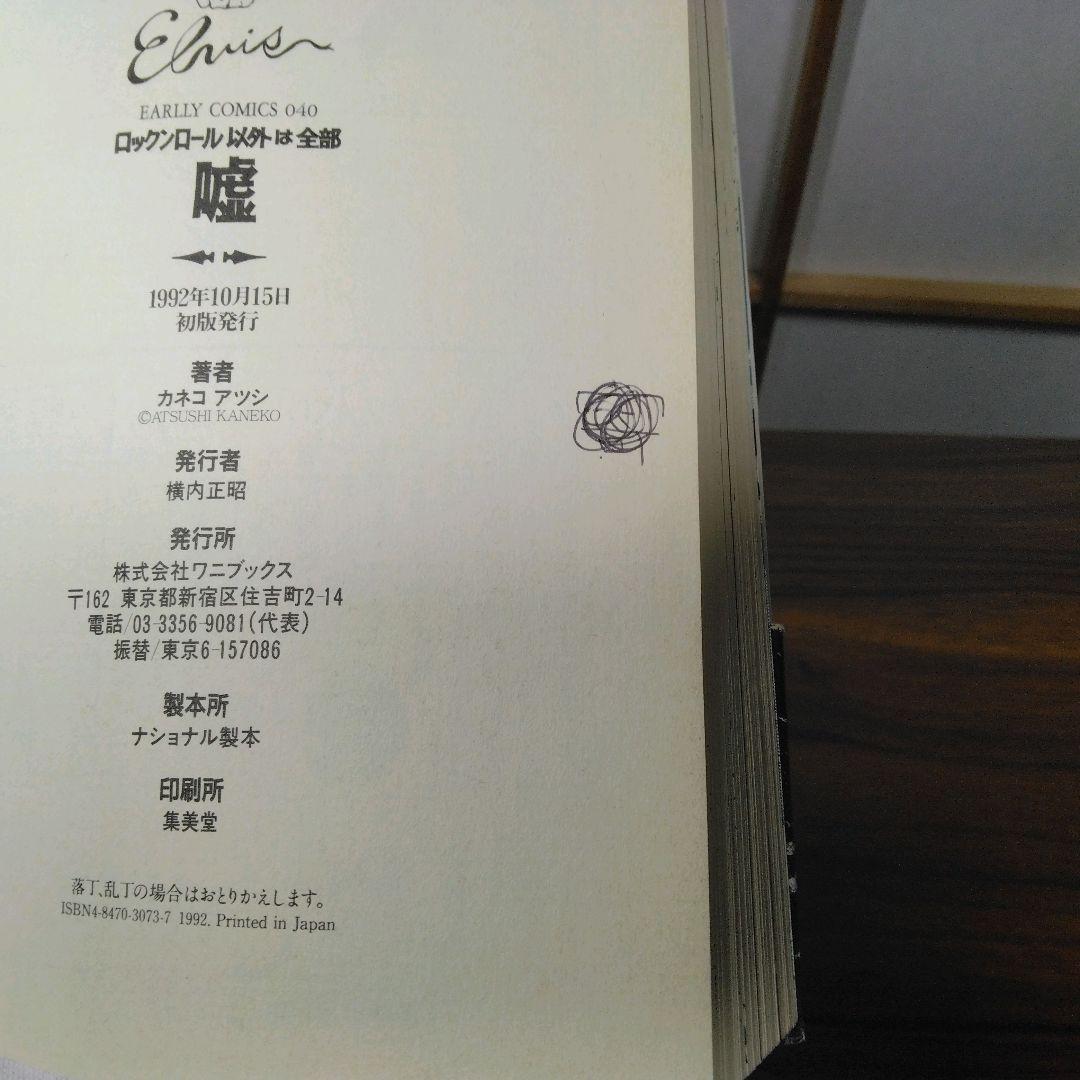 Elvis
EARLLY COMICS 040
ロックンロール以外は全部
嘘
1992年10月15日
初版発行
著者
カネコ アツシ
©ATSUSHI KANEKO
発行者
横内正昭
発行所
株式会社ワニブックス
〒162 東京都新宿区住吉町2-14
電話/03-3356-9081(代表)
振替/東京6-157086
製本所
ナショナル製本
印刷所
集美堂
落丁、乱丁の場合はおとりかえします。
ISBN4-8470-3073-7 1992. Printed in Japan